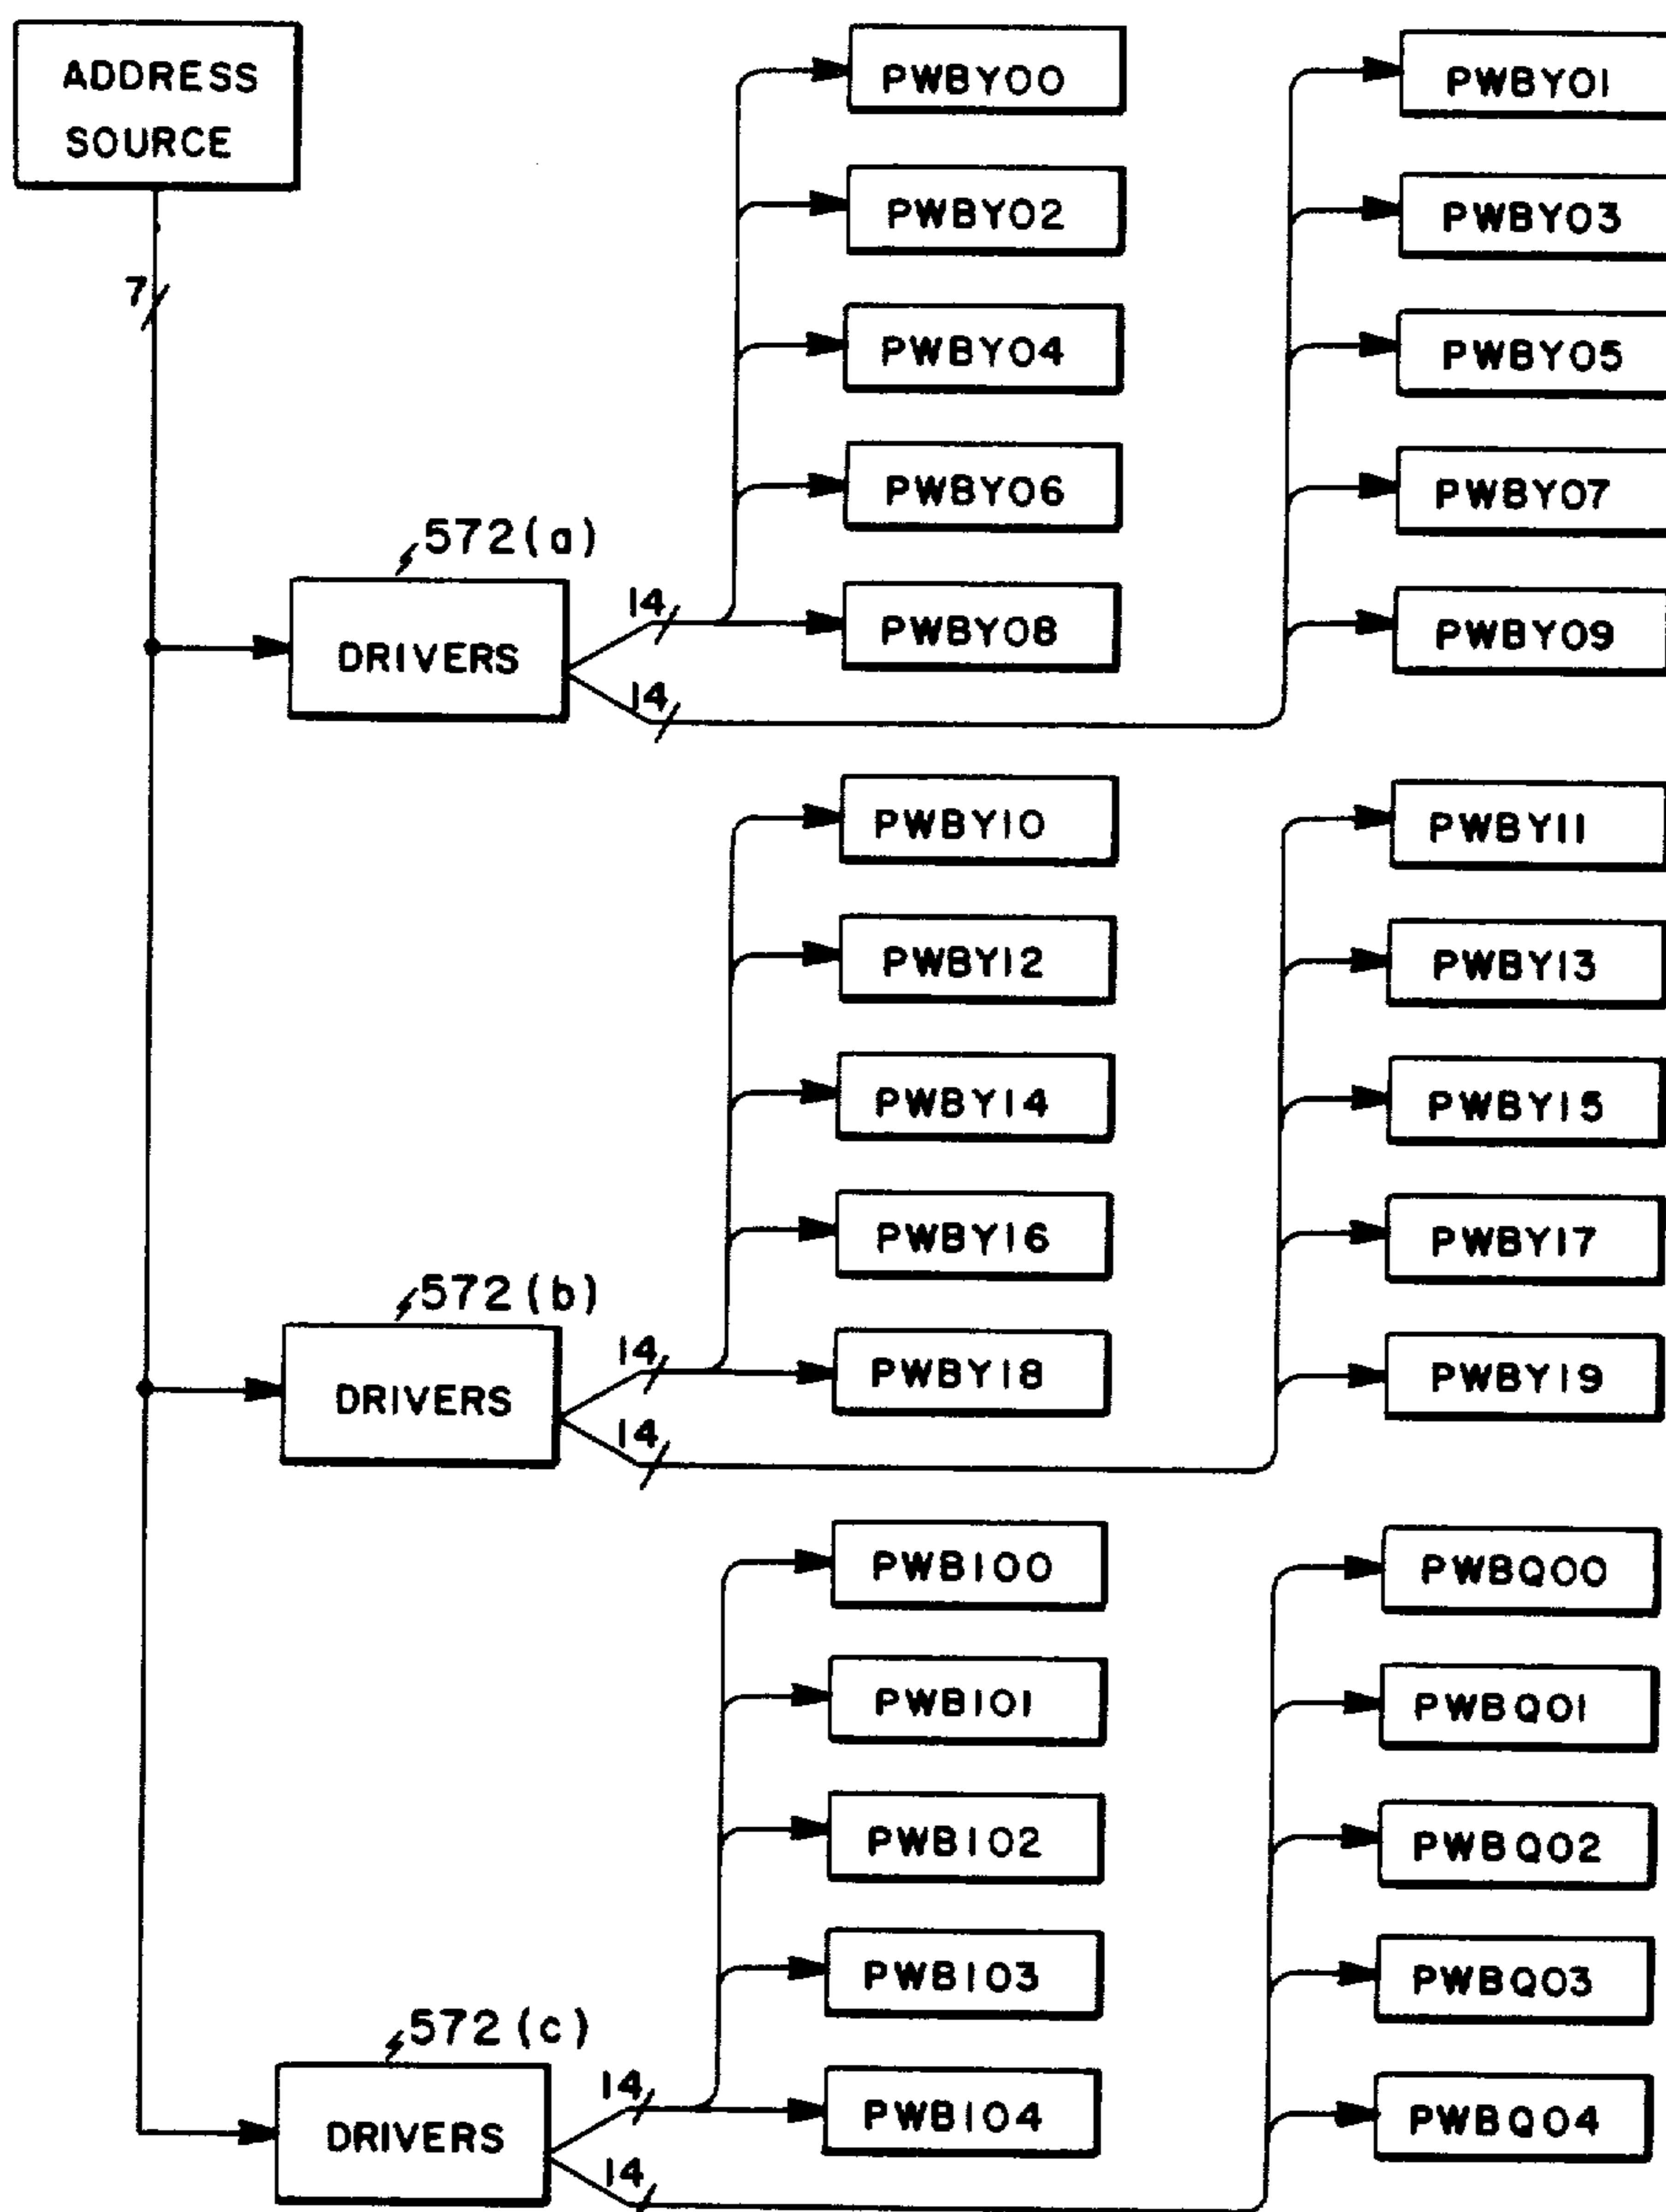 ADDRESS
SOURCE
7
PWBY00
PWBY01
PWBY02
PWBY03
PWBY04
PWBY05
PWBY06
PWBY07
572(a)
DRIVERS
14
14
PWBY08
PWBY09
PWBY10
PWBY11
PWBY12
PWBY13
PWBY14
PWBY15
PWBY16
PWBY17
572(b)
DRIVERS
14
14
PWBY18
PWBY19
PWBI00
PWBQ00
PWBI01
PWBQ01
PWBI02
PWBQ02
PWBI03
PWBQ03
572(c)
DRIVERS
14
14
PWBI04
PWBQ04